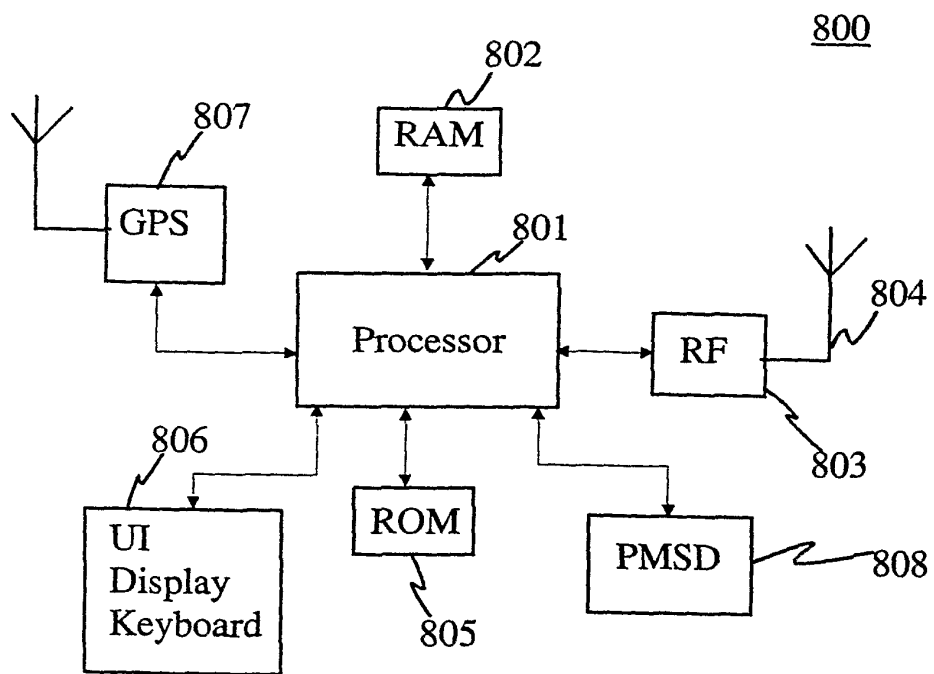 800
802
RAM
807
GPS
801
Processor
804
RF
803
806
UI
Display
Keyboard
ROM
805
PMSD
808